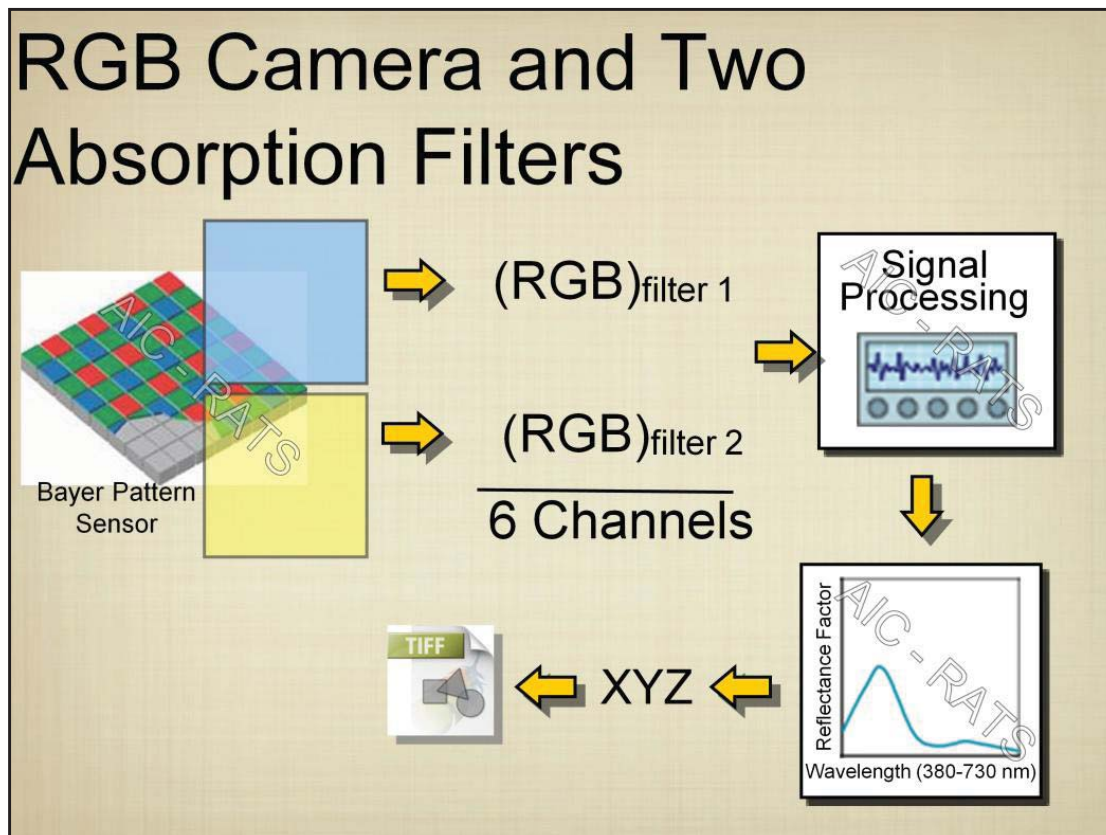 RGB Camera and Two
Absorption Filters
(RGB)filter 1
(RGB)filter 2
6 Channels
Bayer Pattern
Sensor
AIC - RATS
Signal
Processing
AIC - RATS
Reflectance Factor
Wavelength (380-730 nm)
AIC - RATS
XYZ
TIFF